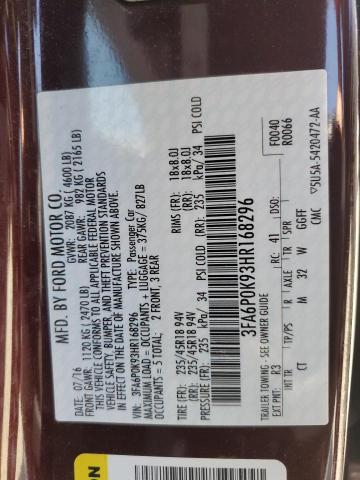 MFD. BY FORD MOTOR CO.
07/16 GVWR: 2087 KG (4600 LB)
FRONT GAWR: 1120 KG (2470 LB) REAR GAWR: 982 KG (2165 LB)
THIS VEHICLE CONFORMS TO ALL APPLICABLE FEDERAL MOTOR
VEHICLE SAFETY, BUMPER, AND THEFT PREVENTION STANDARDS
IN EFFECT ON THE DATE OF MANUFACTURE SHOWN ABOVE.
VIN: 3FA6P0K93HR168296 TYPE: Passenger Car
MAXIMUM LOAD = OCCUPANTS + LUGGAGE = 375KG/ 827LB
OCCUPANTS = 5 TOTAL: 2 FRONT, 3 REAR
TIRE (FR): 235/45R18 94V RIMS (FR): 18x8.0J
(RR): 235/45R18 94V (RR): 18x8.0J
PRESSURE (FR): 235 kPa/ 34 PSI COLD (RR): 235 kPa/ 34 PSI COLD
3FA6P0K93HR168296
TRAILER TOWING - SEE OWNER GUIDE
F0040
R0066
EXT PNT: R3 RC: 41 DSO:
INT TR TP/PS R AXLE TR SPR
CT M 32 W GGFF
CMC 5U5A-5420472-AA
ON